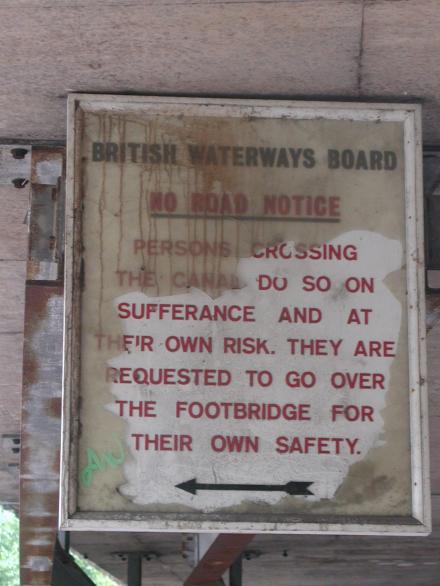 BRITISH WATERWAYS BOARD
NO ROAD NOTICE
PERSONS CROSSING
THE CANAL DO SO ON
SUFFERANCE AND AT
THEIR OWN RISK. THEY ARE
REQUESTED TO GO OVER
THE FOOTBRIDGE FOR
THEIR OWN SAFETY.